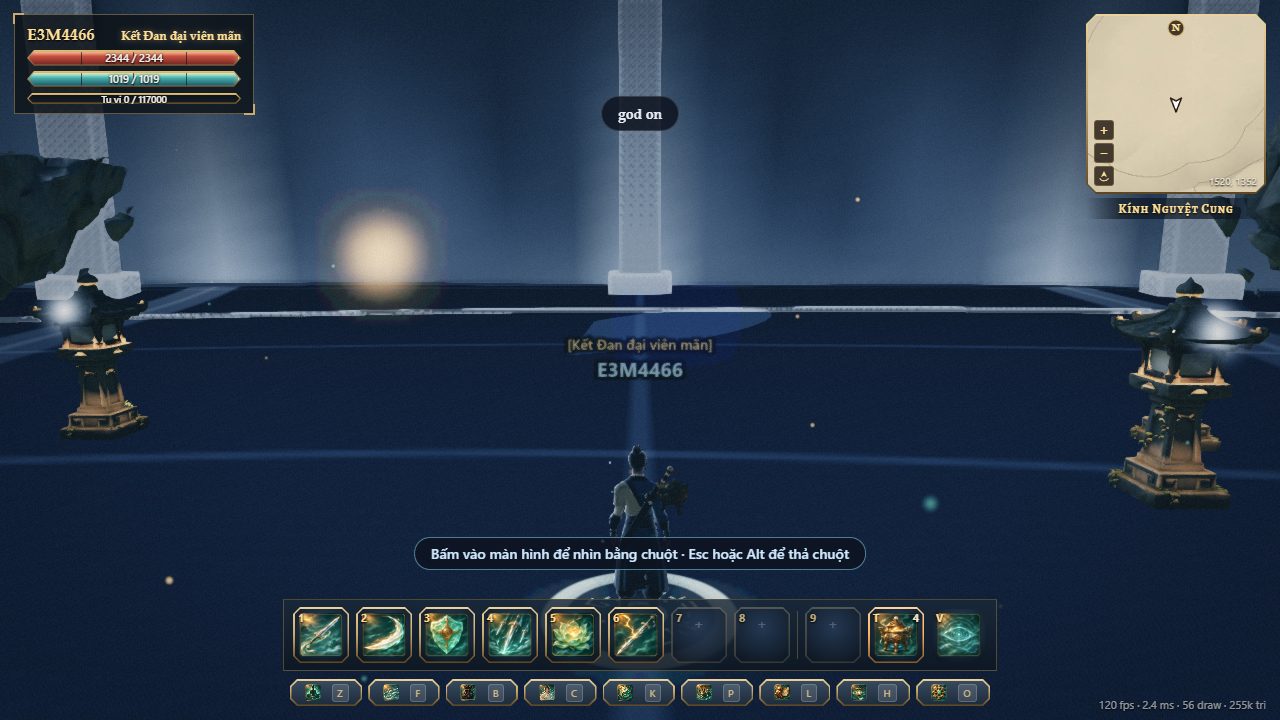 E3M4466 Kết Đan đại viên mãn
2344 / 2344
1019 / 1019
Tu vi 0 / 117000
god on
N
+
−
1520, 1352
Kính Nguyệt Cung
[Kết Đan đại viên mãn]
E3M4466
Bấm vào màn hình để nhìn bằng chuột · Esc hoặc Alt để thả chuột
1 2 3 4 5 6 7 + 8 + 9 + T 4 V
Z F B C K P L H O
120 fps · 2.4 ms · 56 draw · 255k tri